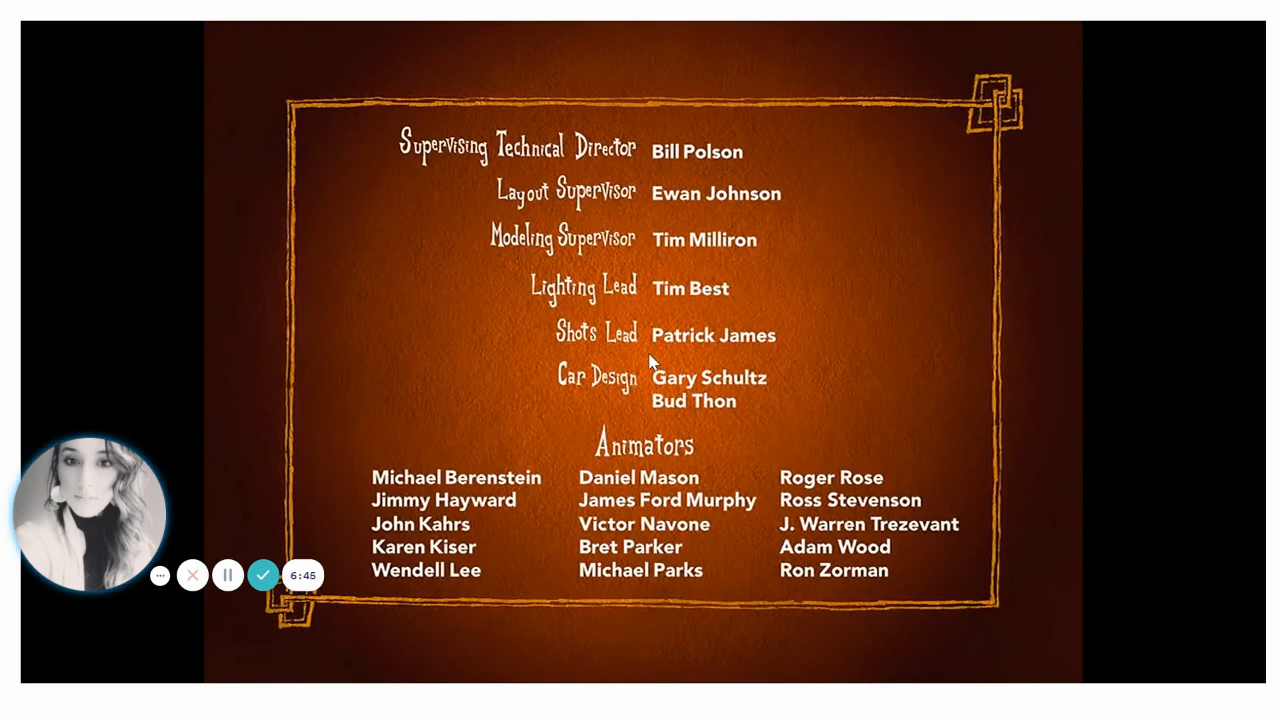 Supervising Technical Director Bill Polson
Layout Supervisor Ewan Johnson
Modeling Supervisor Tim Milliron
Lighting Lead Tim Best
Shots Lead Patrick James
Car Design Gary Schultz
Bud Thon
Animators
Michael Berenstein Daniel Mason Roger Rose
Jimmy Hayward James Ford Murphy Ross Stevenson
John Kahrs Victor Navone J. Warren Trezevant
Karen Kiser Bret Parker Adam Wood
Wendell Lee Michael Parks Ron Zorman
6:45